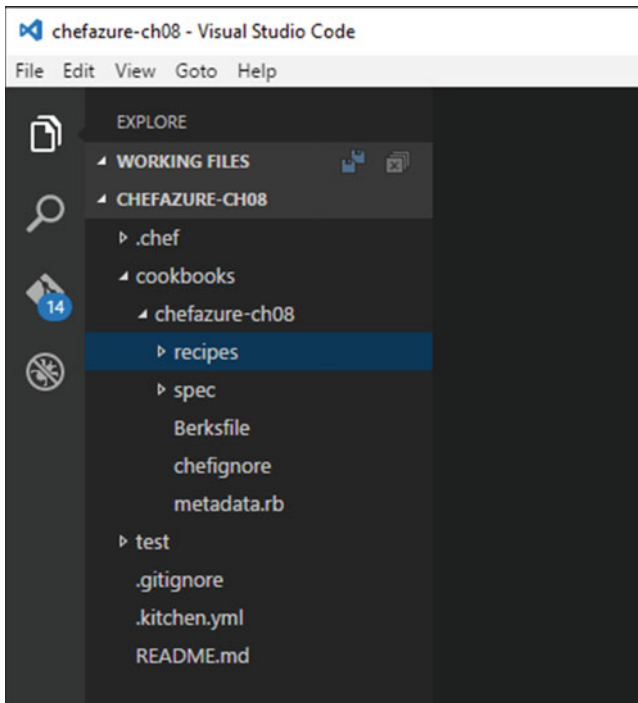 chefazure-ch08 - Visual Studio Code
File Edit View Goto Help
EXPLORE
WORKING FILES
CHEFAZURE-CH08
.chef
cookbooks
14
chefazure-ch08
recipes
spec
Berksfile
chefignore
metadata.rb
test
.gitignore
.kitchen.yml
README.md